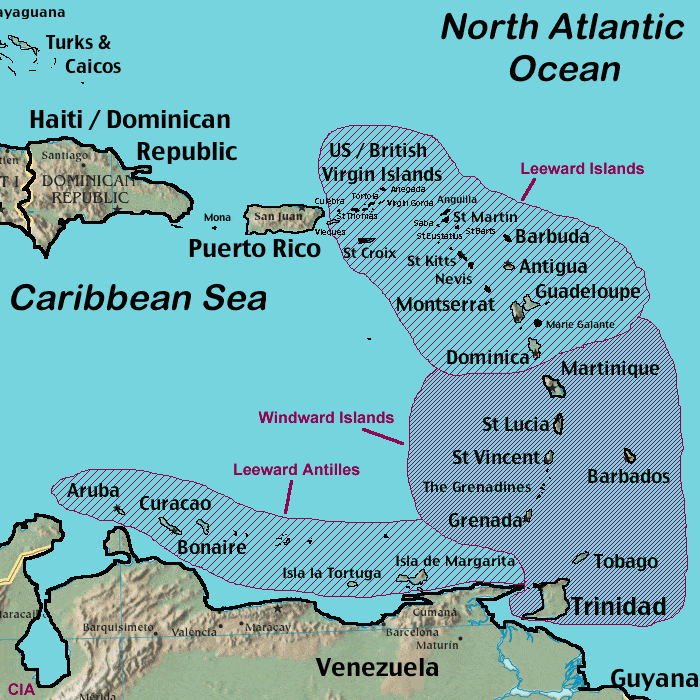 ayaguana
Turks &
Caicos
North Atlantic
Ocean
Haiti / Dominican
Republic
Santiago
DOMINICAN
REPUBLIC
Mona
San Juan
Puerto Rico
Caribbean Sea
US / British
Virgin Islands
Leeward Islands
Culebra
Tortola
Anegada
Virgin Gorda
St Thomas
Vieques
St Croix
Anguilla
St Martin
Saba
St Barts
St Eustatius
St Kitts
Nevis
Barbuda
Antigua
Montserrat
Guadeloupe
Marie Galante
Dominica
Martinique
Windward Islands
St Lucia
St Vincent
Barbados
The Grenadines
Grenada
Leeward Antilles
Aruba
Curacao
Bonaire
Isla la Tortuga
Isla de Margarita
Tobago
Trinidad
Maracaibo
Barquisimeto
Valencia
Maracay
Cumaná
Barcelona
Maturín
Venezuela
Guyana
CIA
Mérida